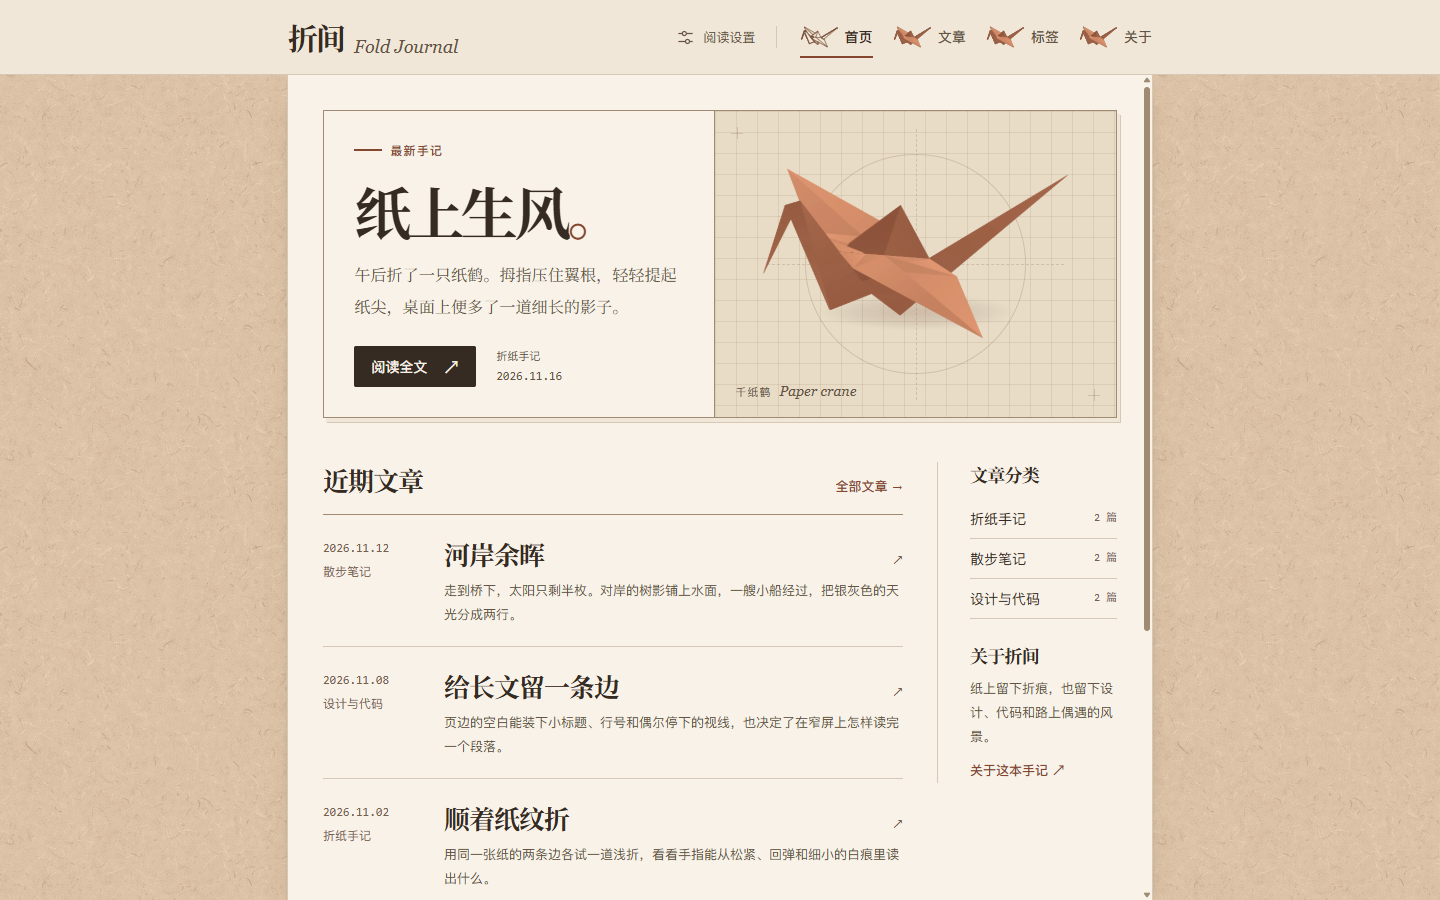 折间 Fold Journal
阅读设置
首页
文章
标签
关于
最新手记
纸上生风。
午后折了一只纸鹤。拇指压住翼根，轻轻提起
纸尖，桌面上便多了一道细长的影子。
阅读全文 ↗
折纸手记
2026.11.16
千纸鹤 Paper crane
近期文章
全部文章 →
2026.11.12
散步笔记
河岸余晖 ↗
走到桥下，太阳只剩半枚。对岸的树影铺上水面，一艘小船经过，把银灰色的天
光分成两行。
2026.11.08
设计与代码
给长文留一条边 ↗
页边的空白能装下小标题、行号和偶尔停下的视线，也决定了在窄屏上怎样读完
一个段落。
2026.11.02
折纸手记
顺着纸纹折 ↗
用同一张纸的两条边各试一道浅折，看看手指能从松紧、回弹和细小的白痕里读
出什么。
文章分类
折纸手记 2 篇
散步笔记 2 篇
设计与代码 2 篇
关于折间
纸上留下折痕，也留下设
计、代码和路上偶遇的风
景。
关于这本手记 ↗